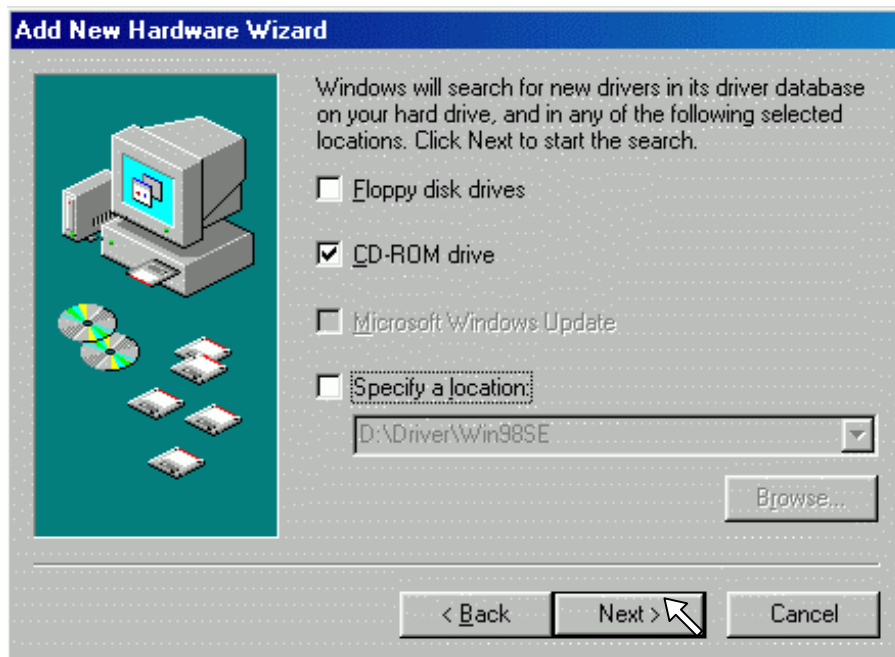 Add New Hardware Wizard
Windows will search for new drivers in its driver database
on your hard drive, and in any of the following selected
locations. Click Next to start the search.
Floppy disk drives
CD-ROM drive
Microsoft Windows Update
Specify a location:
D:\Driver\Win98SE
Browse...
< Back
Next >
Cancel